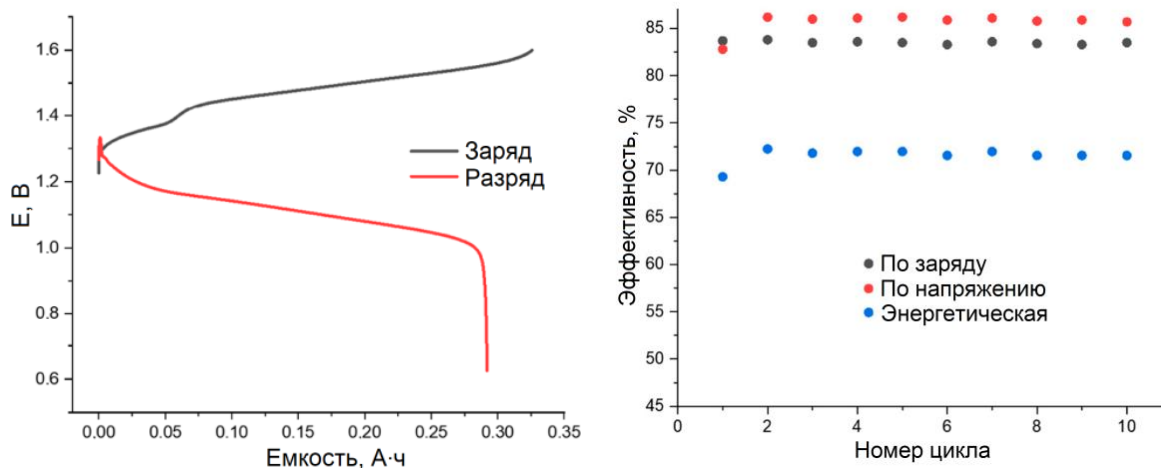 E, В
1.6
1.4
1.2
1.0
0.8
0.6
Заряд
Разряд
0.00 0.05 0.10 0.15 0.20 0.25 0.30 0.35
Емкость, А·ч
Эффективность, %
85
80
75
70
65
60
55
50
45
По заряду
По напряжению
Энергетическая
0 2 4 6 8 10
Номер цикла